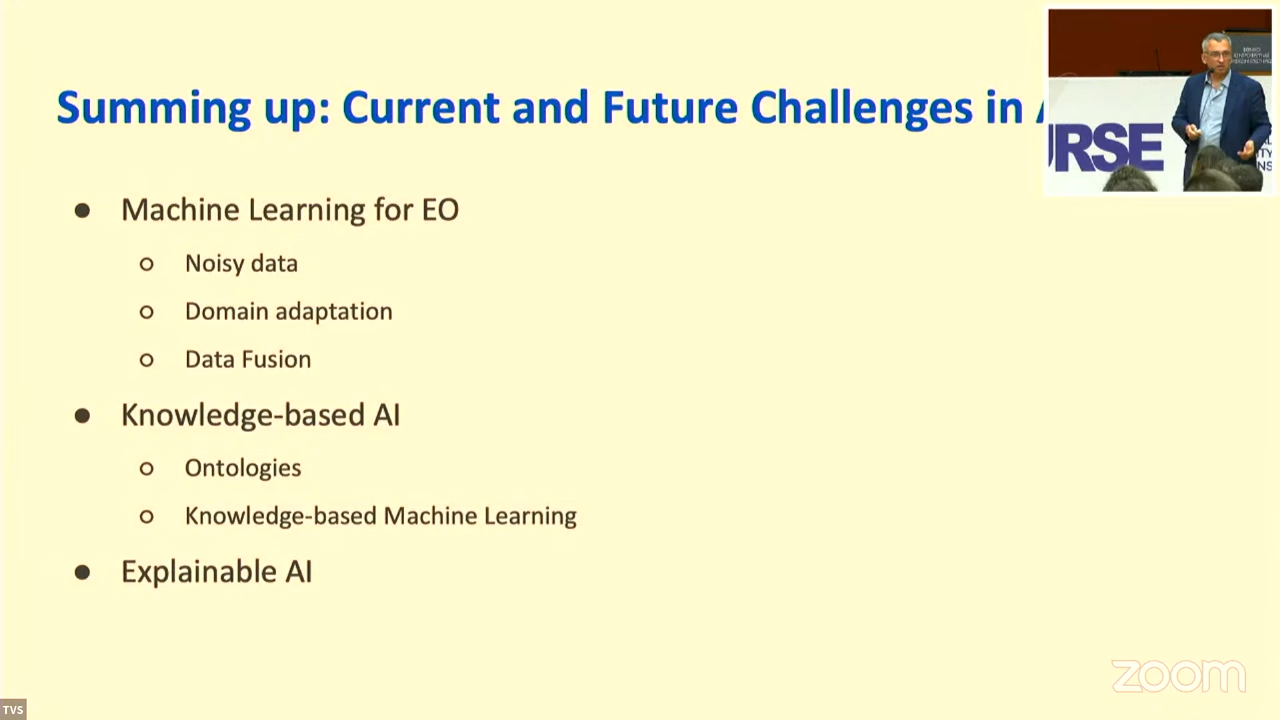 Summing up: Current and Future Challenges in
● Machine Learning for EO
○ Noisy data
○ Domain adaptation
○ Data Fusion
● Knowledge-based AI
○ Ontologies
○ Knowledge-based Machine Learning
● Explainable AI
URSE
zoom
TVS